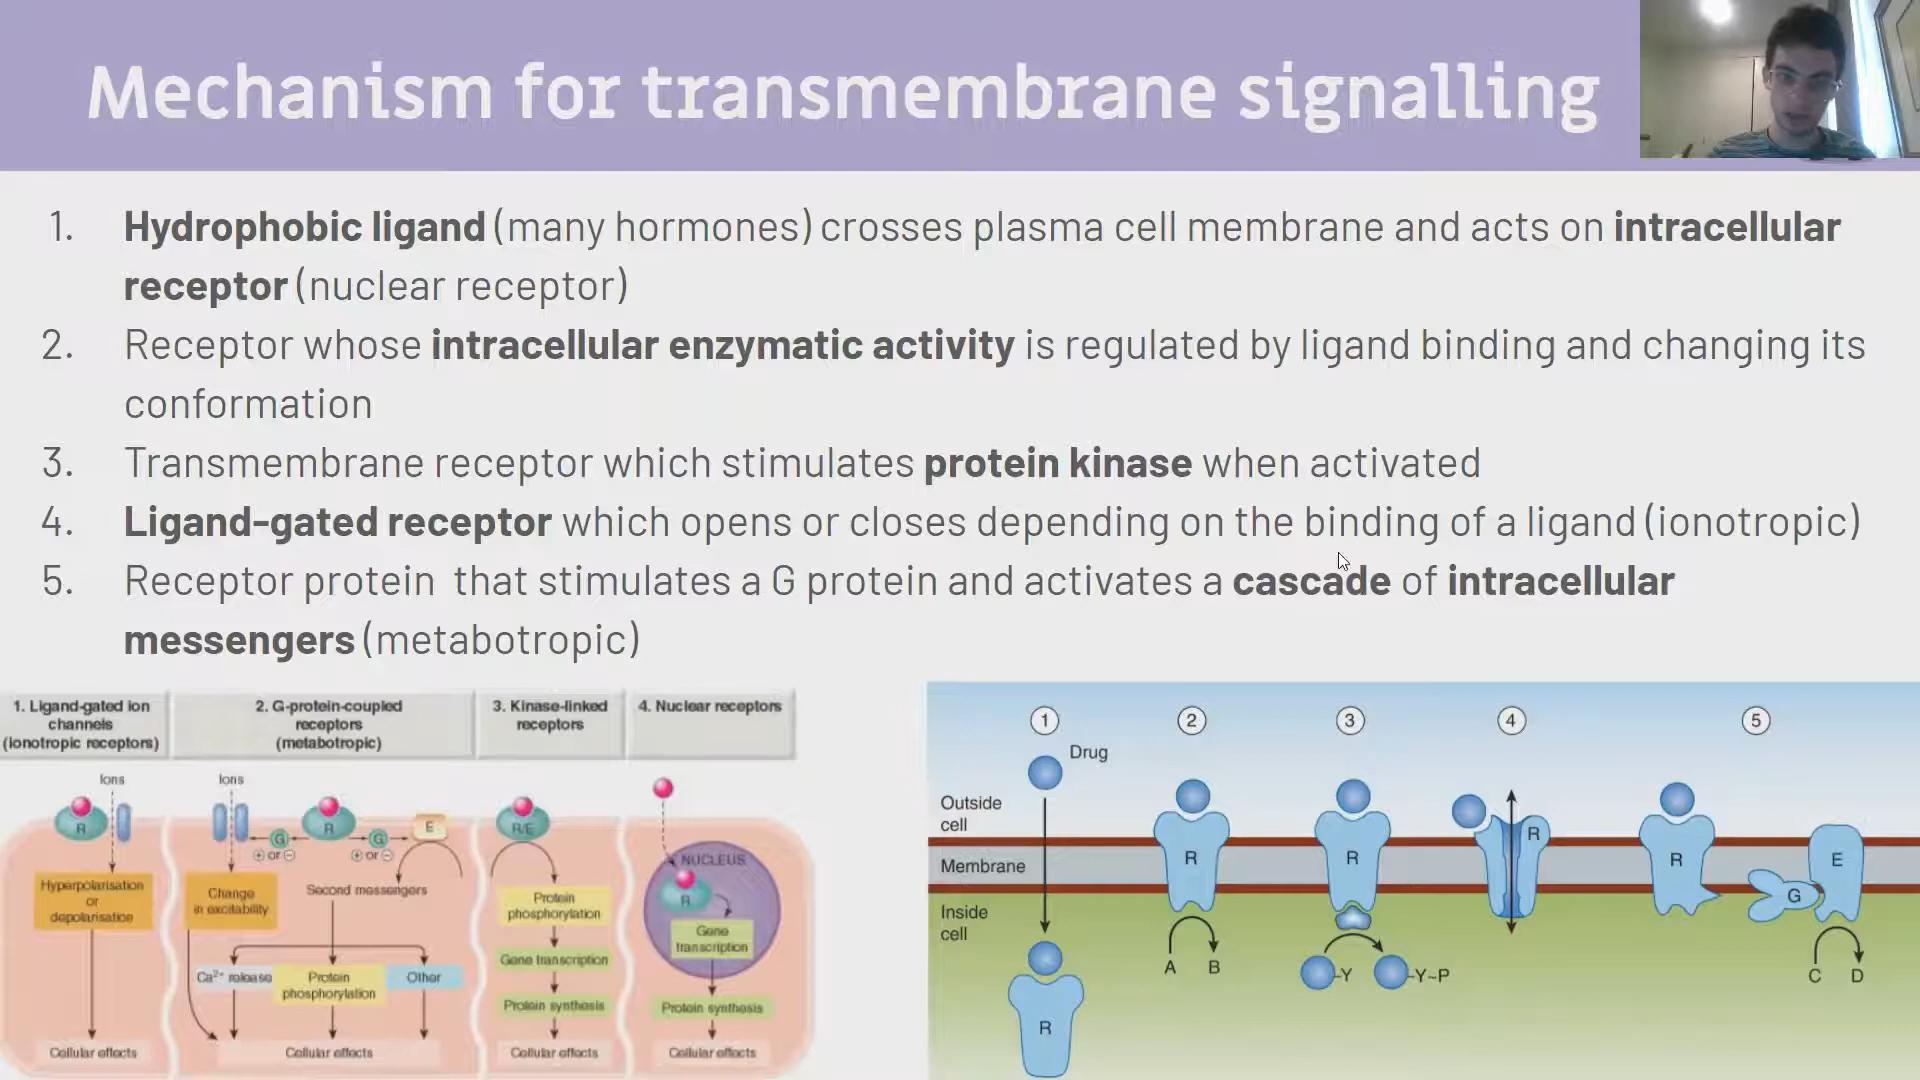 Mechanism for transmembrane signalling
1. Hydrophobic ligand (many hormones) crosses plasma cell membrane and acts on intracellular
receptor (nuclear receptor)
2. Receptor whose intracellular enzymatic activity is regulated by ligand binding and changing its
conformation
3. Transmembrane receptor which stimulates protein kinase when activated
4. Ligand-gated receptor which opens or closes depending on the binding of a ligand (ionotropic)
5. Receptor protein that stimulates a G protein and activates a cascade of intracellular
messengers (metabotropic)
1. Ligand-gated ion
channels
(ionotropic receptors)
2. G-protein-coupled
receptors
(metabotropic)
3. Kinase-linked
receptors
4. Nuclear receptors
Ions
R
Hyperpolarisation
or
depolarisation
Cellular effects
Ions
R
E
G
G
+ or −
+ or −
Change
in excitability
Second messengers
Ca2+ release
Protein
phosphorylation
Other
Cellular effects
R/E
Protein
phosphorylation
Gene transcription
Protein synthesis
Cellular effects
NUCLEUS
R
Gene
transcription
Protein synthesis
Cellular effects
1
2
3
4
5
Drug
Outside
cell
Membrane
Inside
cell
R
R
A B
R
Y
Y~P
R
R
G
E
C D